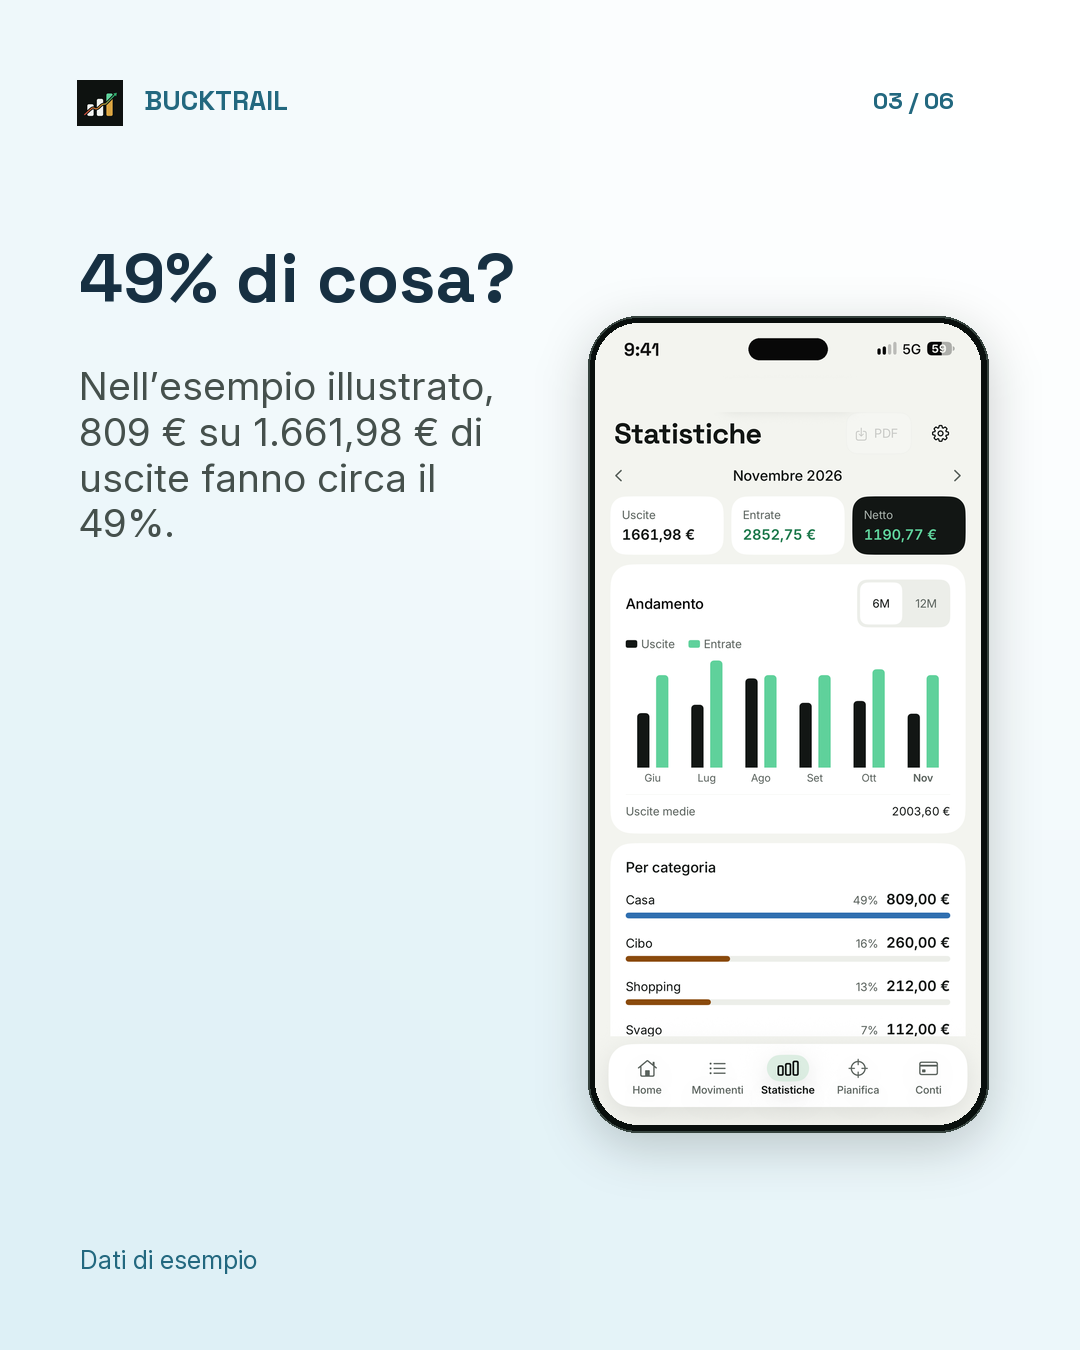 BUCKTRAIL
03 / 06
49% di cosa?
Nell’esempio illustrato,
809 € su 1.661,98 € di
uscite fanno circa il
49%.
9:41
5G 59
Statistiche
PDF
Novembre 2026
Uscite
1661,98 €
Entrate
2852,75 €
Netto
1190,77 €
Andamento
6M 12M
Uscite Entrate
Giu Lug Ago Set Ott Nov
Uscite medie 2003,60 €
Per categoria
Casa 49% 809,00 €
Cibo 16% 260,00 €
Shopping 13% 212,00 €
Svago 7% 112,00 €
Home Movimenti Statistiche Pianifica Conti
Dati di esempio